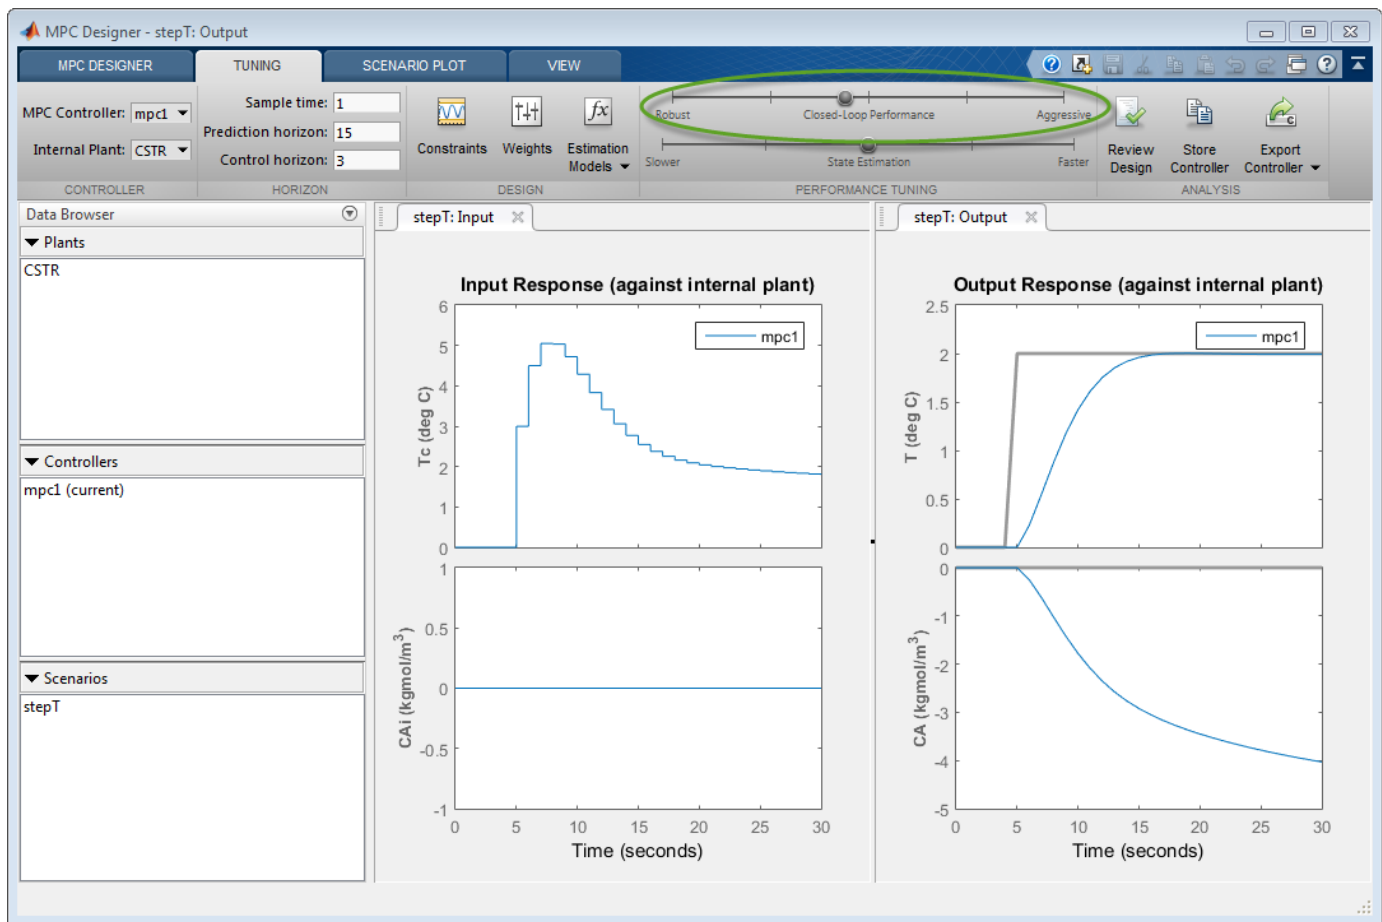 MPC Designer - stepT: Output
MPC DESIGNER TUNING SCENARIO PLOT VIEW
MPC Controller: mpc1
Internal Plant: CSTR
CONTROLLER
Sample time: 1
Prediction horizon: 15
Control horizon: 3
HORIZON
Constraints Weights Estimation
Models
DESIGN
Robust Closed-Loop Performance Aggressive
Slower State Estimation Faster
PERFORMANCE TUNING
Review
Design
Store
Controller
Export
Controller
ANALYSIS
Data Browser
Plants
CSTR
Controllers
mpc1 (current)
Scenarios
stepT
stepT: Input
Input Response (against internal plant)
mpc1
Tc (deg C)
6
5
4
3
2
1
0
CAi (kgmol/m³)
1
0.5
0
-0.5
-1
0 5 10 15 20 25 30
Time (seconds)
stepT: Output
Output Response (against internal plant)
mpc1
T (deg C)
2.5
2
1.5
1
0.5
0
CA (kgmol/m³)
0
-1
-2
-3
-4
-5
0 5 10 15 20 25 30
Time (seconds)